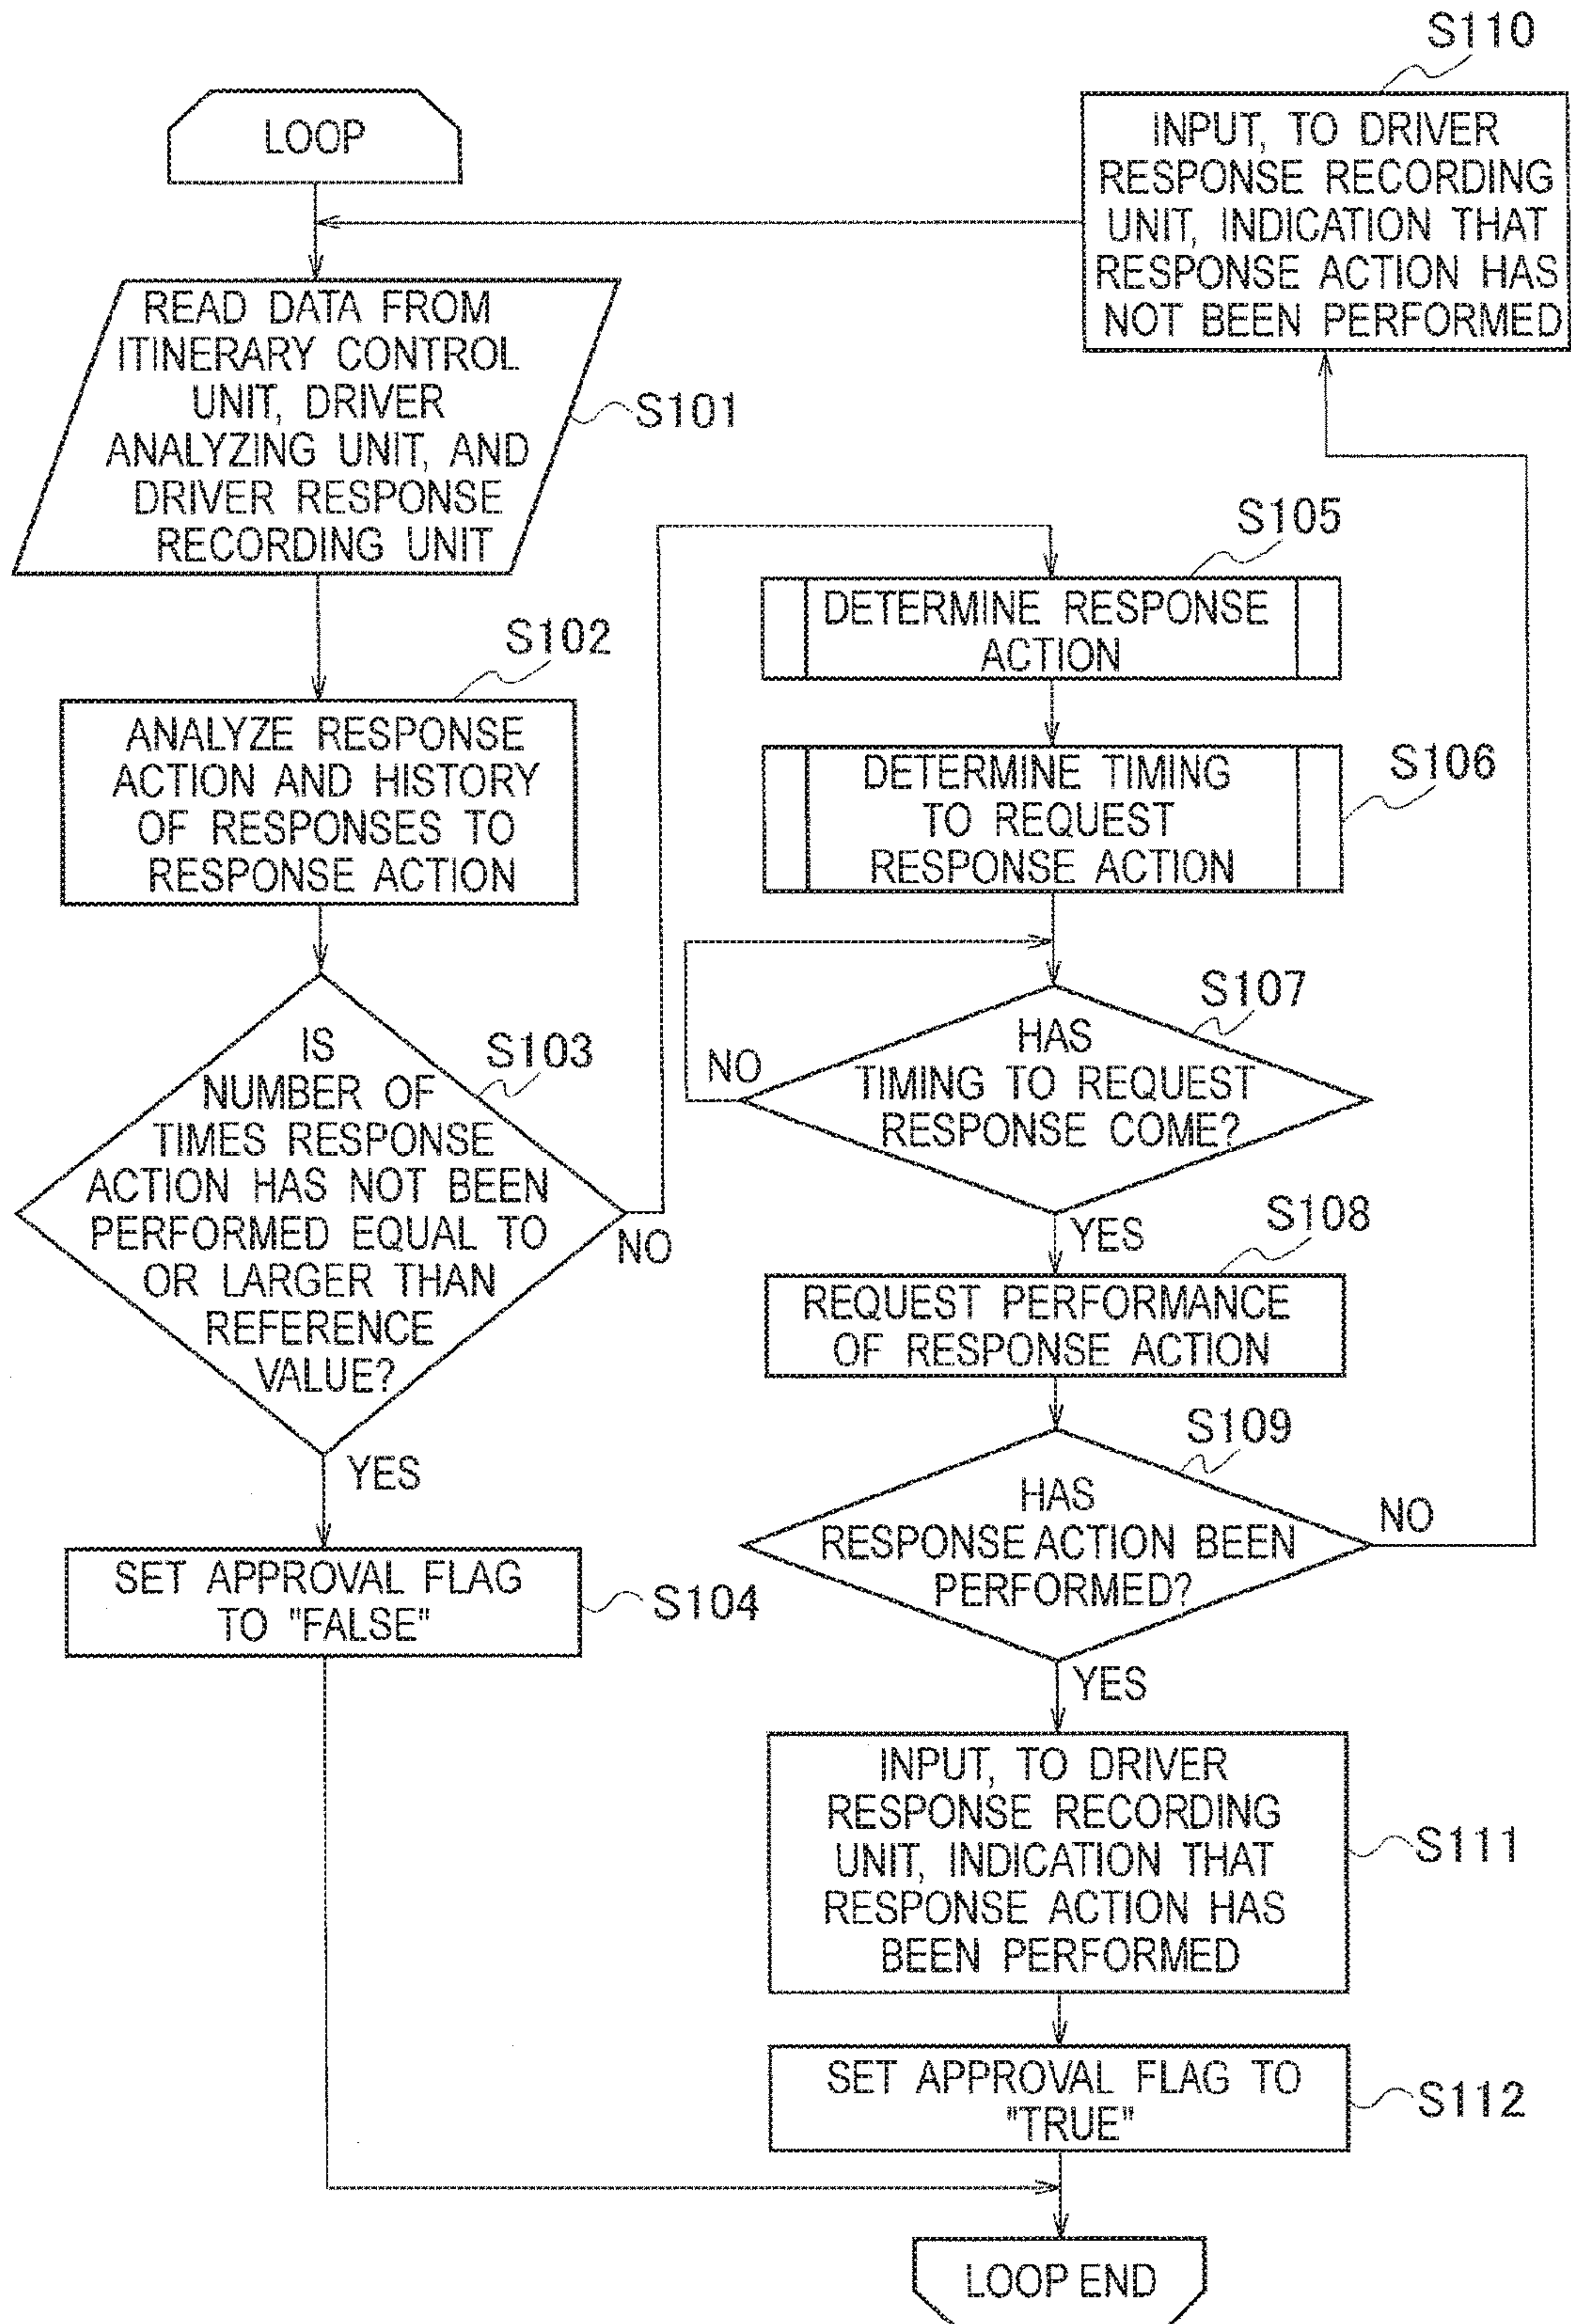 LOOP
READ DATA FROM
ITINERARY CONTROL
UNIT, DRIVER
ANALYZING UNIT, AND
DRIVER RESPONSE
RECORDING UNIT
S101
S102
ANALYZE RESPONSE
ACTION AND HISTORY
OF RESPONSES TO
RESPONSE ACTION
IS
NUMBER OF
TIMES RESPONSE
ACTION HAS NOT BEEN
PERFORMED EQUAL TO
OR LARGER THAN
REFERENCE
VALUE?
S103
NO
YES
SET APPROVAL FLAG
TO "FALSE"
S104
S105
DETERMINE RESPONSE
ACTION
DETERMINE TIMING
TO REQUEST
RESPONSE ACTION
S106
S107
HAS
TIMING TO REQUEST
RESPONSE COME?
NO
YES
S108
REQUEST PERFORMANCE
OF RESPONSE ACTION
S109
HAS
RESPONSE ACTION BEEN
PERFORMED?
NO
YES
S110
INPUT, TO DRIVER
RESPONSE RECORDING
UNIT, INDICATION THAT
RESPONSE ACTION HAS
NOT BEEN PERFORMED
INPUT, TO DRIVER
RESPONSE RECORDING
UNIT, INDICATION THAT
RESPONSE ACTION HAS
BEEN PERFORMED
S111
SET APPROVAL FLAG TO
"TRUE"
S112
LOOP END